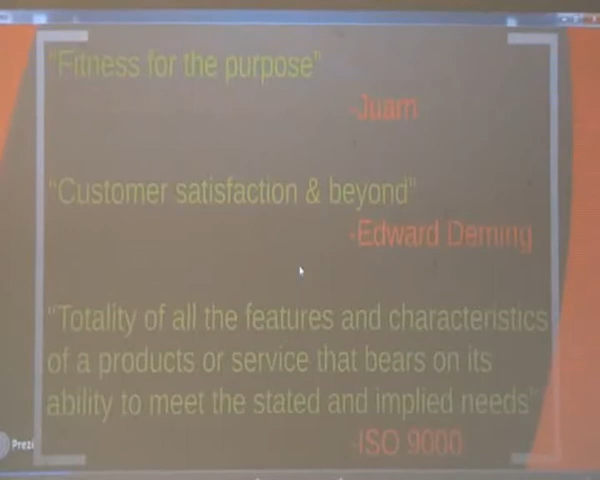 "Fitness for the purpose"
-Juarn
"Customer satisfaction & beyond"
-Edward Deming
"Totality of all the features and characteristics
of a products or service that bears on its
ability to meet the stated and implied needs"
-ISO 9000
Prezi